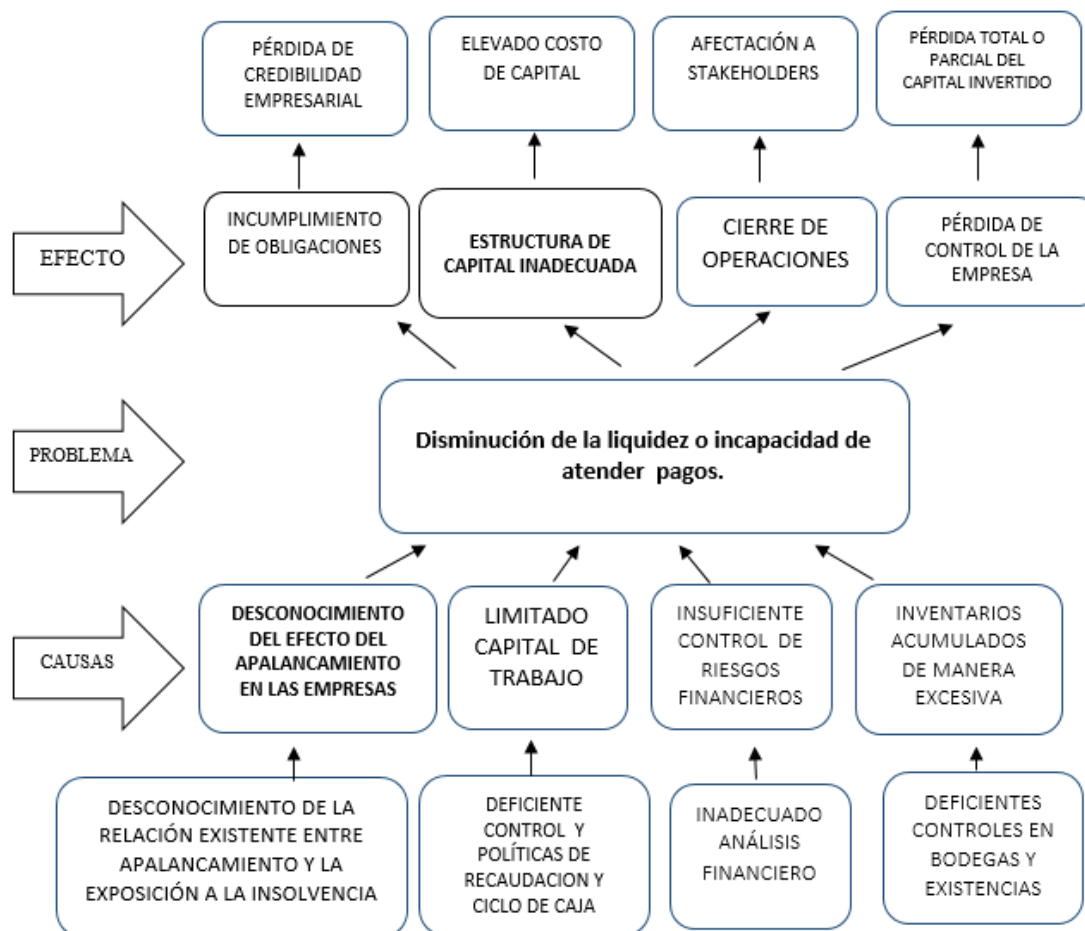 PÉRDIDA DE
CREDIBILIDAD
EMPRESARIAL
ELEVADO COSTO
DE CAPITAL
AFECTACIÓN A
STAKEHOLDERS
PÉRDIDA TOTAL O
PARCIAL DEL
CAPITAL INVERTIDO
EFECTO
INCUMPLIMIENTO
DE OBLIGACIONES
ESTRUCTURA DE
CAPITAL INADECUADA
CIERRE DE
OPERACIONES
PÉRDIDA DE
CONTROL DE LA
EMPRESA
PROBLEMA
Disminución de la liquidez o incapacidad de
atender pagos.
CAUSAS
DESCONOCIMIENTO
DEL EFECTO DEL
APALANCAMIENTO
EN LAS EMPRESAS
LIMITADO
CAPITAL DE
TRABAJO
INSUFICIENTE
CONTROL DE
RIESGOS
FINANCIEROS
INVENTARIOS
ACUMULADOS
DE MANERA
EXCESIVA
DESCONOCIMIENTO DE LA
RELACIÓN EXISTENTE ENTRE
APALANCAMIENTO Y LA
EXPOSICIÓN A LA INSOLVENCIA
DEFICIENTE
CONTROL Y
POLÍTICAS DE
RECAUDACION Y
CICLO DE CAJA
INADECUADO
ANÁLISIS
FINANCIERO
DEFICIENTES
CONTROLES EN
BODEGAS Y
EXISTENCIAS